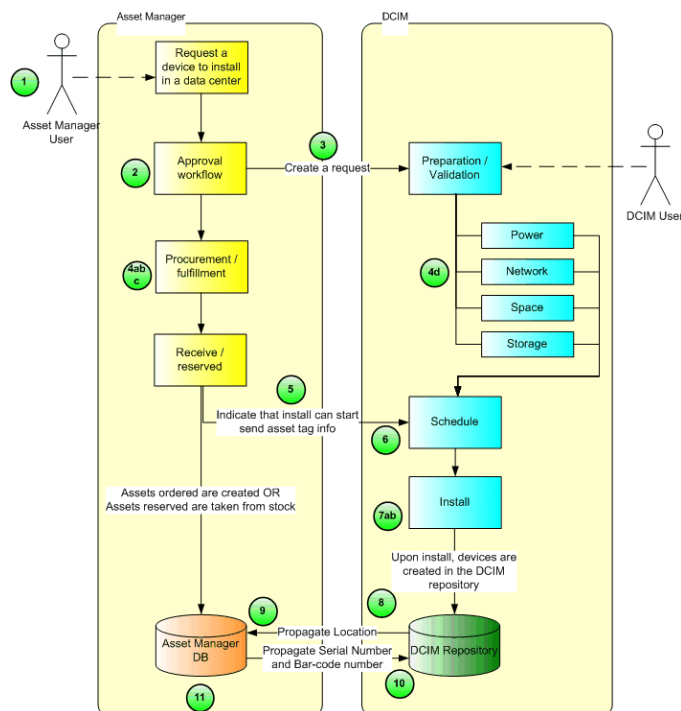 Asset Manager
DCIM
Request a
device to install
in a data center
1
Asset Manager
User
3
2
Approval
workflow
Create a request
Preparation /
Validation
DCIM User
Power
4ab
c
Procurement /
fulfillment
4d
Network
Space
Storage
Receive /
reserved
5
Indicate that install can start
send asset tag info
6
Schedule
Assets ordered are created OR
Assets reserved are taken from stock
7ab
Install
Upon install, devices are
created in the DCIM
repository
8
9
Propagate Location
Asset Manager
DB
Propagate Serial Number
and Bar-code number
DCIM Repository
10
11